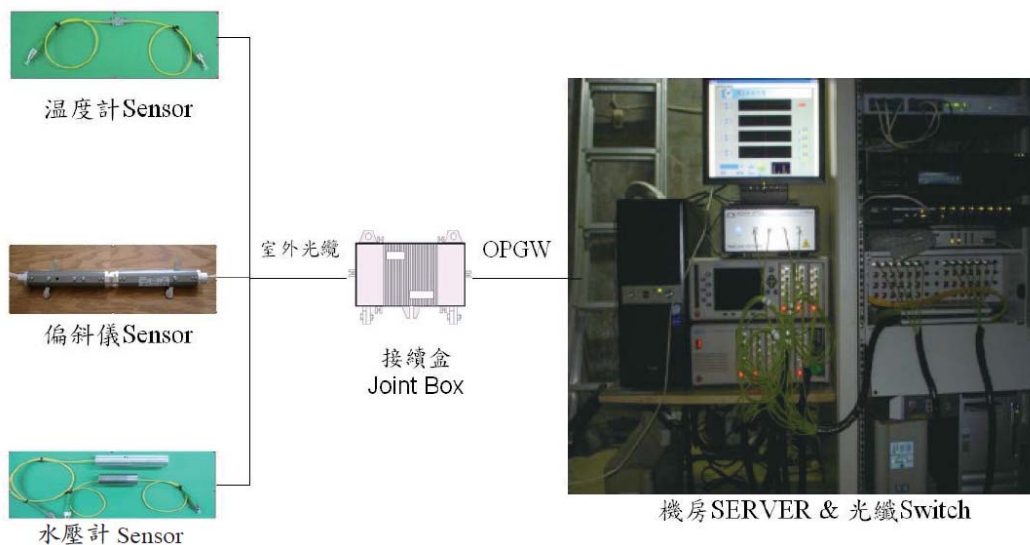 溫度計Sensor
偏斜儀Sensor
水壓計 Sensor
室外光纜
接續盒
Joint Box
OPGW
機房SERVER & 光纖Switch